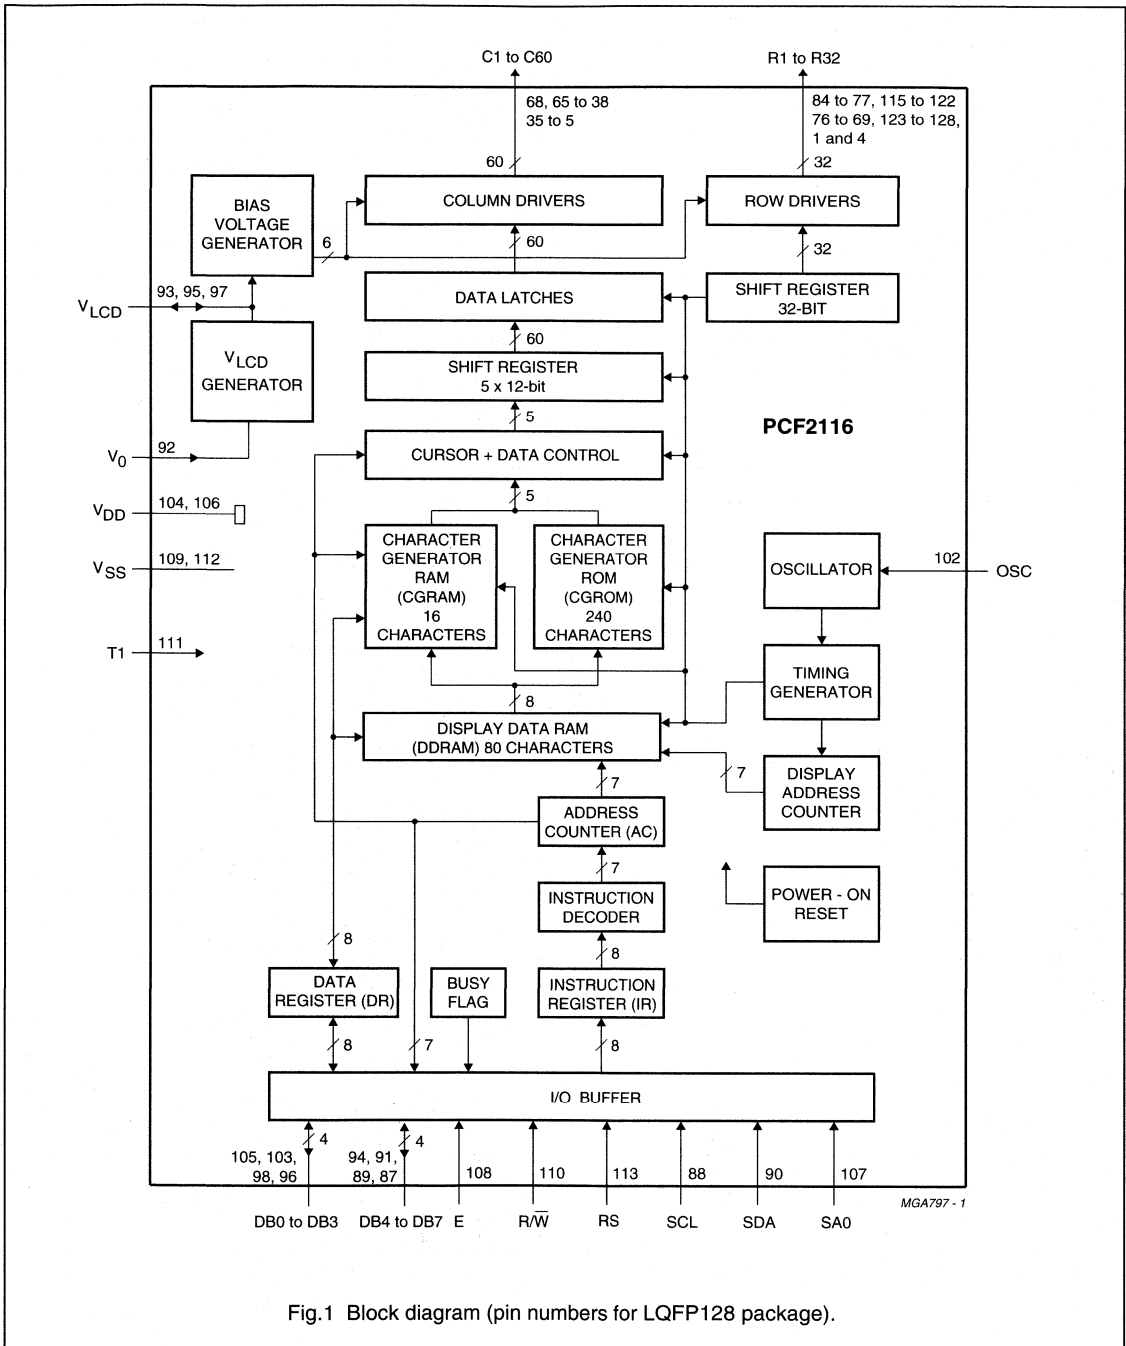 C1 to C60
R1 to R32
68, 65 to 38
35 to 5
84 to 77, 115 to 122
76 to 69, 123 to 128,
1 and 4
60
32
BIAS
VOLTAGE
GENERATOR
COLUMN DRIVERS
ROW DRIVERS
6
60
32
VLCD
93, 95, 97
DATA LATCHES
SHIFT REGISTER
32-BIT
60
VLCD
GENERATOR
SHIFT REGISTER
5 x 12-bit
5
PCF2116
V0
92
CURSOR + DATA CONTROL
5
VDD
104, 106
CHARACTER
GENERATOR
RAM
(CGRAM)
16
CHARACTERS
CHARACTER
GENERATOR
ROM
(CGROM)
240
CHARACTERS
VSS
109, 112
OSCILLATOR
102
OSC
T1
111
TIMING
GENERATOR
8
DISPLAY DATA RAM
(DDRAM) 80 CHARACTERS
7
7
DISPLAY
ADDRESS
COUNTER
ADDRESS
COUNTER (AC)
7
INSTRUCTION
DECODER
POWER - ON
RESET
8
8
DATA
REGISTER (DR)
BUSY
FLAG
INSTRUCTION
REGISTER (IR)
8
7
8
I/O BUFFER
4
4
105, 103,
98, 96
94, 91,
89, 87
108
110
113
88
90
107
MGA797 - 1
DB0 to DB3
DB4 to DB7
E
R/W̅
RS
SCL
SDA
SA0
Fig.1 Block diagram (pin numbers for LQFP128 package).